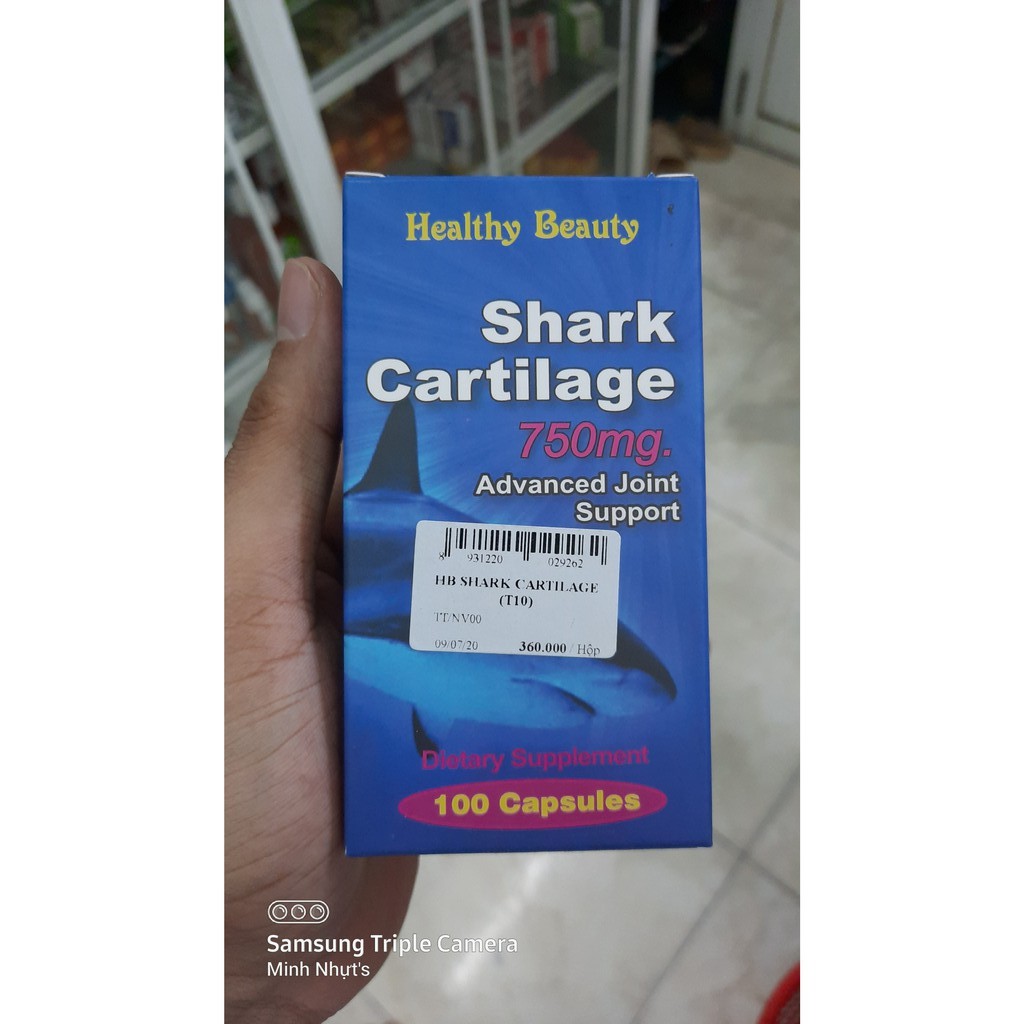 Healthy Beauty
Shark
Cartilage
750mg.
Advanced Joint
Support
8 931220 029262
HB SHARK CARTILAGE
(T10)
TT/NV00
09/07/20 360.000 / Hộp
Dietary Supplement
100 Capsules
Samsung Triple Camera
Minh Nhựt's